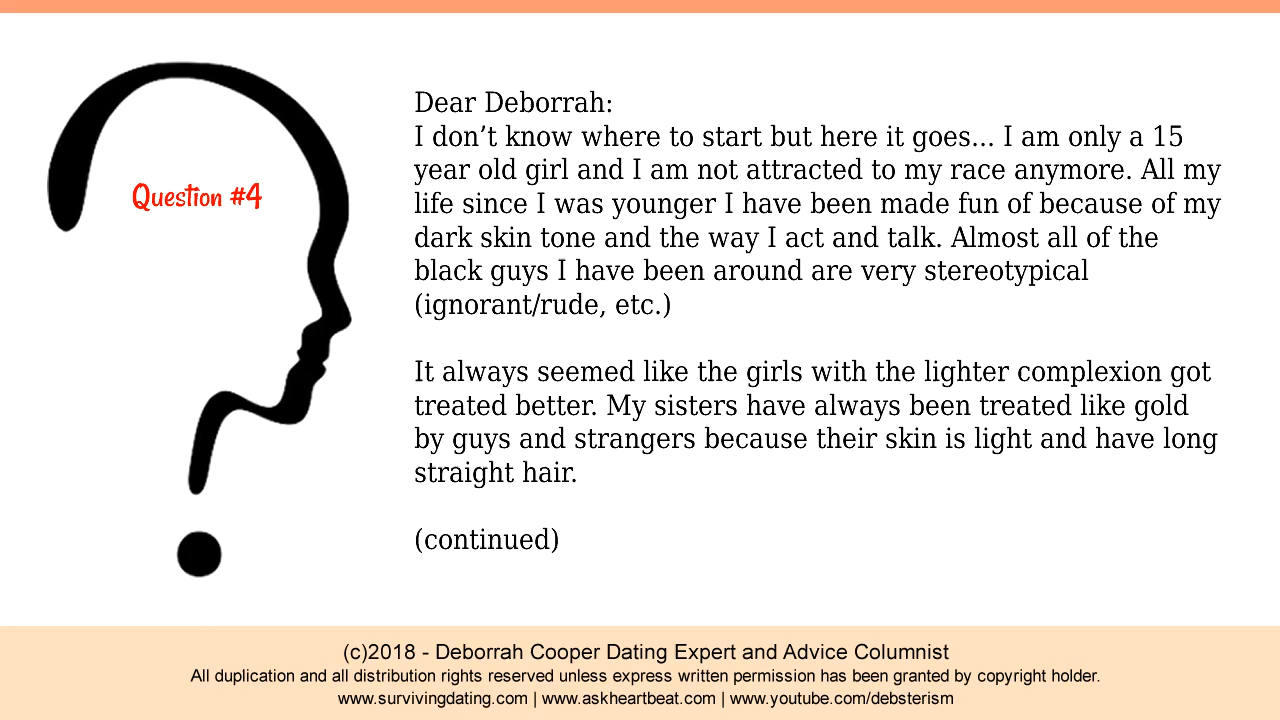 Question #4
Dear Deborrah:
I don’t know where to start but here it goes... I am only a 15
year old girl and I am not attracted to my race anymore. All my
life since I was younger I have been made fun of because of my
dark skin tone and the way I act and talk. Almost all of the
black guys I have been around are very stereotypical
(ignorant/rude, etc.)
It always seemed like the girls with the lighter complexion got
treated better. My sisters have always been treated like gold
by guys and strangers because their skin is light and have long
straight hair.
(continued)
(c)2018 - Deborrah Cooper Dating Expert and Advice Columnist
All duplication and all distribution rights reserved unless express written permission has been granted by copyright holder.
www.survivingdating.com | www.askheartbeat.com | www.youtube.com/debsterism